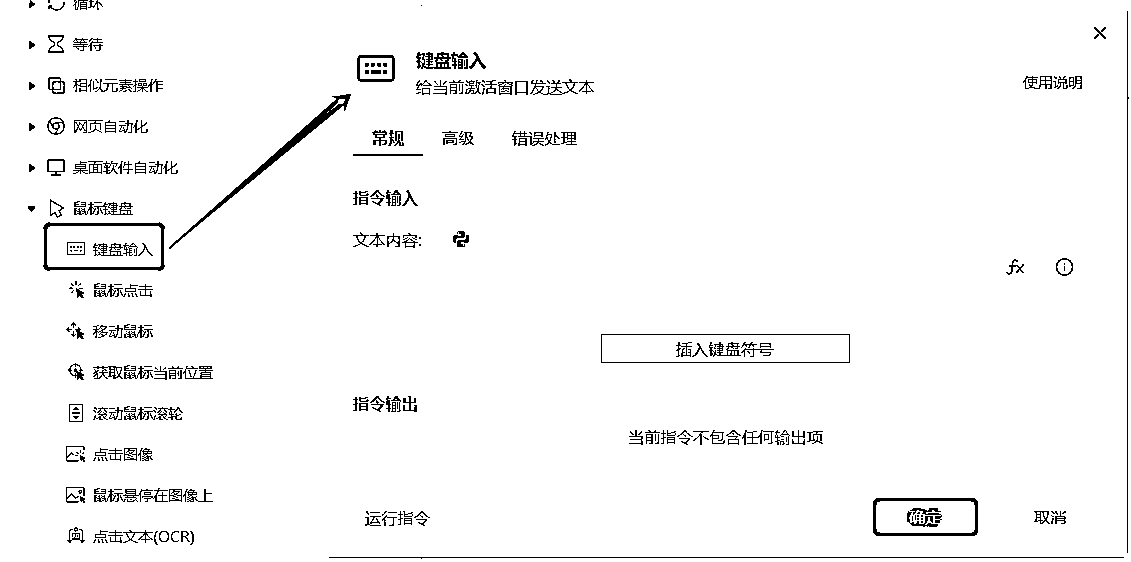 循环
等待
相似元素操作
网页自动化
桌面软件自动化
鼠标键盘
键盘输入
鼠标点击
移动鼠标
获取鼠标当前位置
滚动鼠标滚轮
点击图像
鼠标悬停在图像上
点击文本(OCR)
键盘输入
给当前激活窗口发送文本
使用说明
常规 高级 错误处理
指令输入
文本内容:
fx
插入键盘符号
指令输出
当前指令不包含任何输出项
运行指令 确定 取消